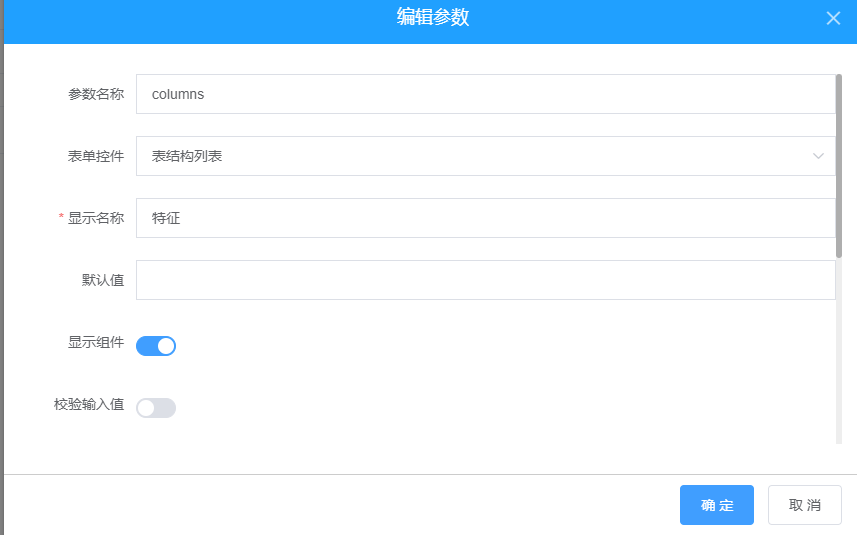 编辑参数
参数名称 columns
表单控件 表结构列表
* 显示名称 特征
默认值
显示组件
校验输入值
确 定 取 消